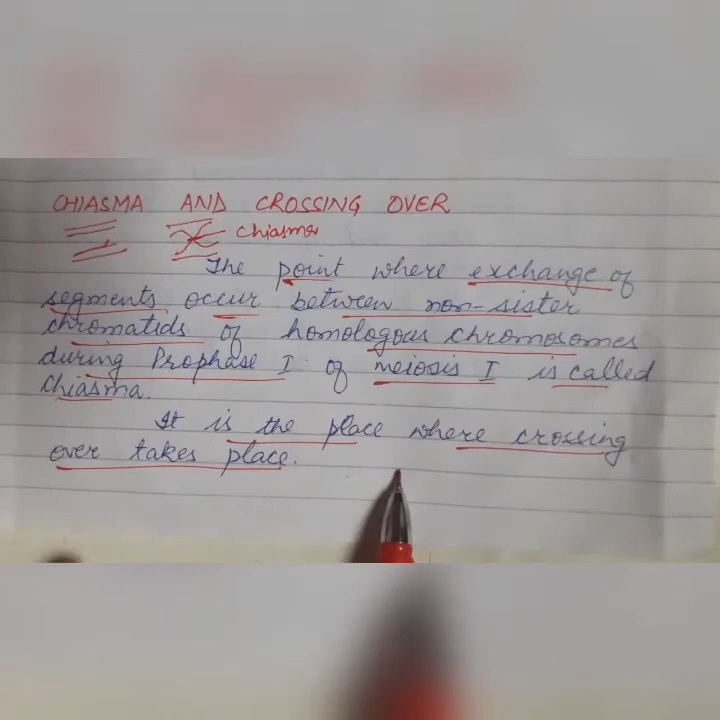 CHIASMA AND CROSSING OVER
chiasma
The point where exchange of
segments occur between non-sister
chromatids of homologous chromosomes
during Prophase I of meiosis I is called
chiasma.
It is the place where crossing
over takes place.